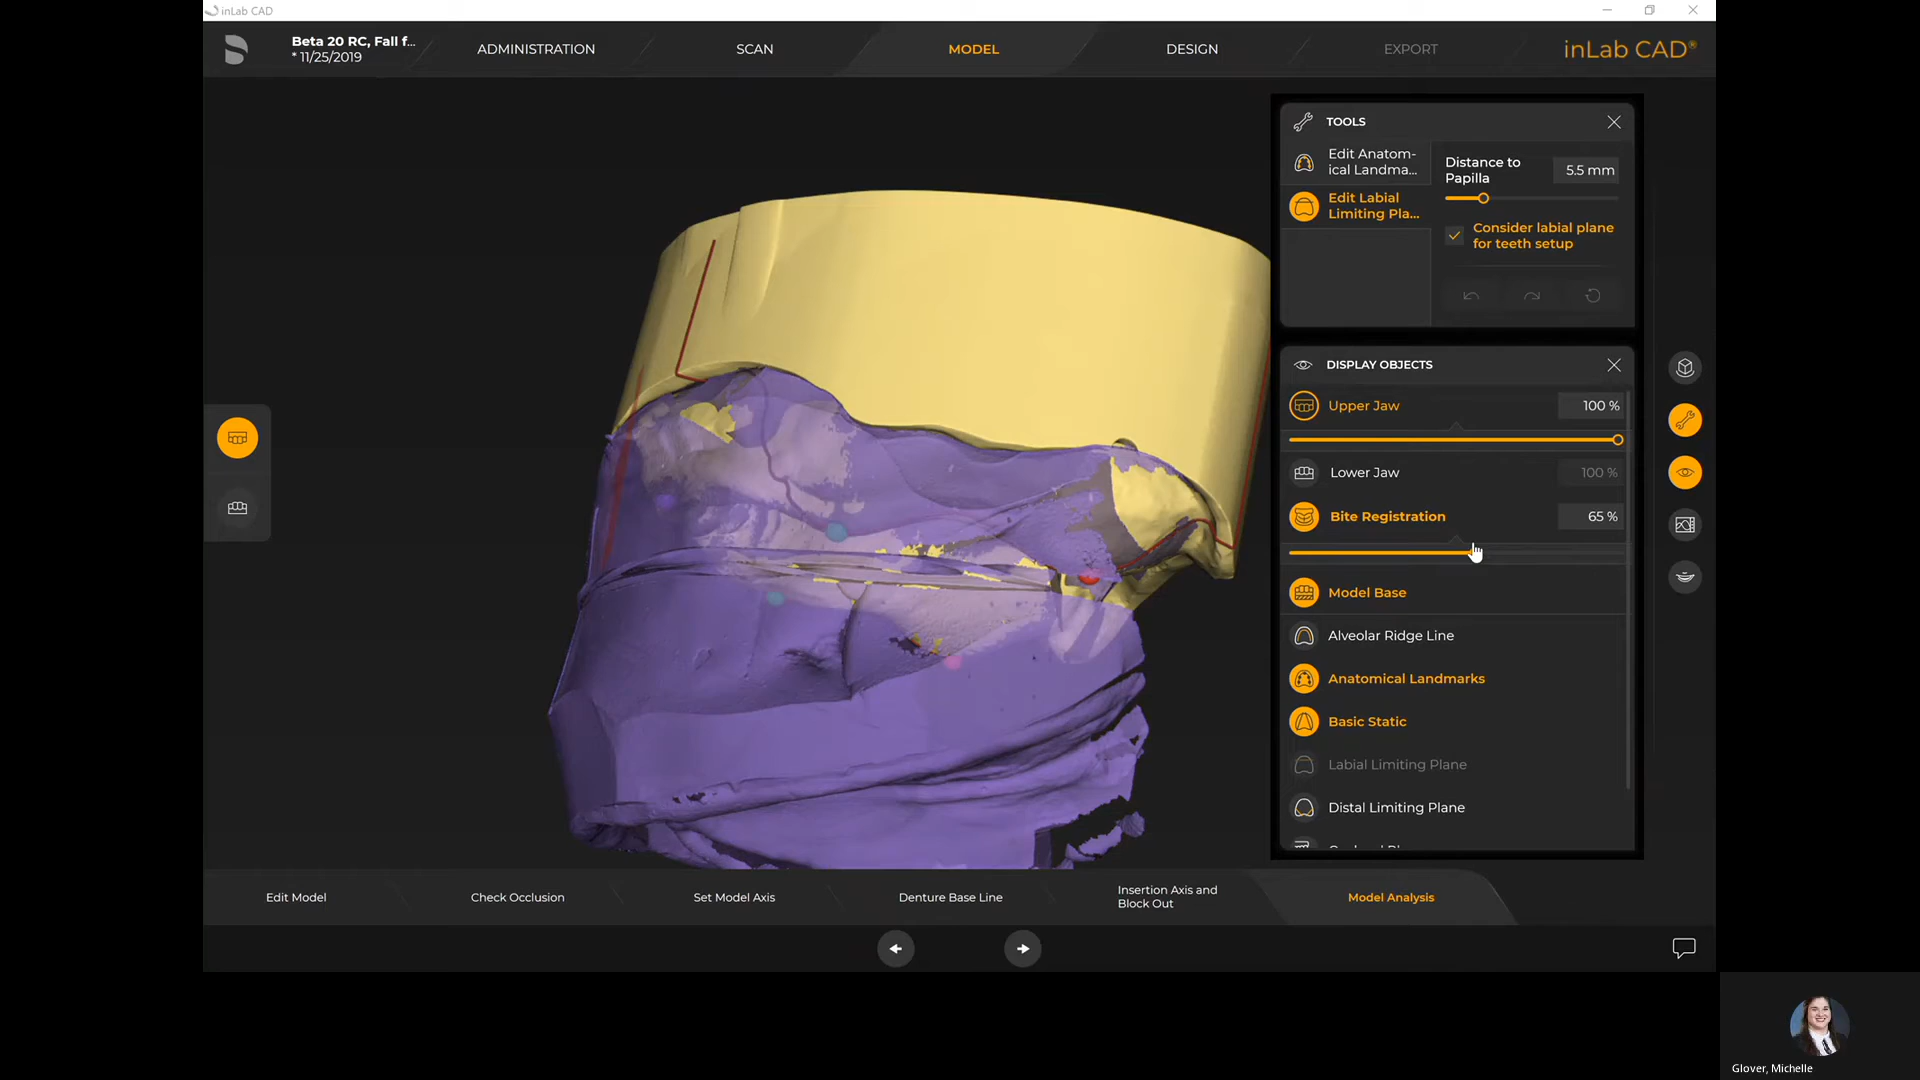 inLab CAD
Beta 20 RC, Fall f...
* 11/25/2019
ADMINISTRATION
SCAN
MODEL
DESIGN
EXPORT
inLab CAD®
TOOLS
Edit Anatom-
ical Landma...
Distance to
Papilla
5.5 mm
Edit Labial
Limiting Pla...
Consider labial plane
for teeth setup
DISPLAY OBJECTS
Upper Jaw
100 %
Lower Jaw
100 %
Bite Registration
65 %
Model Base
Alveolar Ridge Line
Anatomical Landmarks
Basic Static
Labial Limiting Plane
Distal Limiting Plane
Edit Model
Check Occlusion
Set Model Axis
Denture Base Line
Insertion Axis and
Block Out
Model Analysis
Glover, Michelle